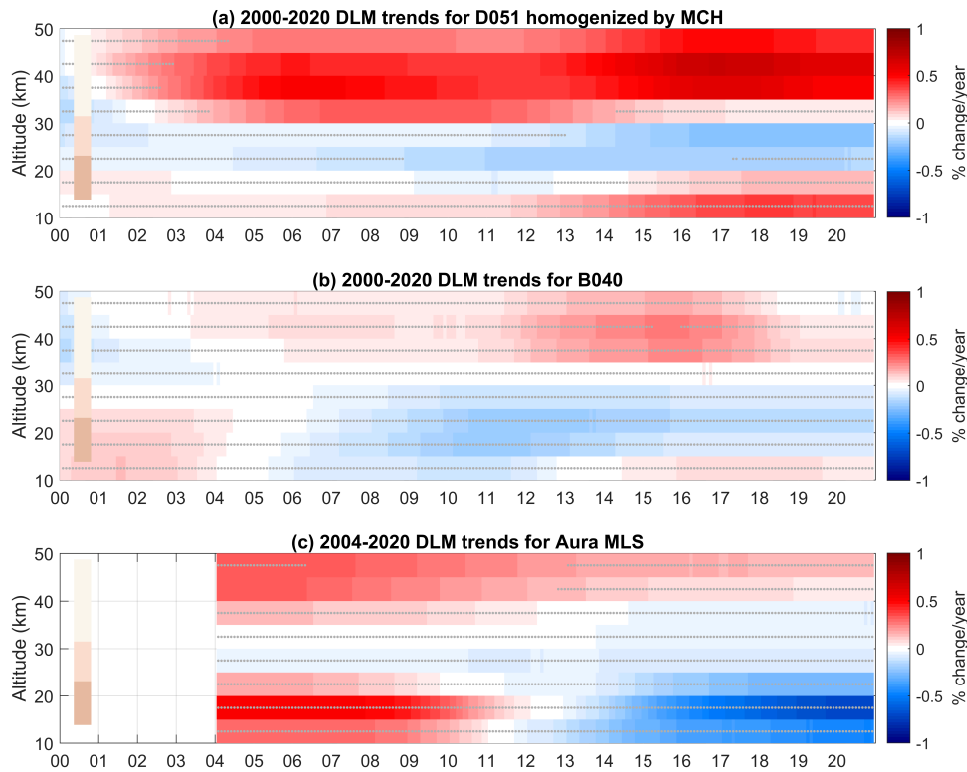 (a) 2000-2020 DLM trends for D051 homogenized by MCH
50
40
30
20
10
Altitude (km)
00 01 02 03 04 05 06 07 08 09 10 11 12 13 14 15 16 17 18 19 20
1
0.5
0
-0.5
-1
% change/year
(b) 2000-2020 DLM trends for B040
50
40
30
20
10
Altitude (km)
00 01 02 03 04 05 06 07 08 09 10 11 12 13 14 15 16 17 18 19 20
1
0.5
0
-0.5
-1
% change/year
(c) 2004-2020 DLM trends for Aura MLS
50
40
30
20
10
Altitude (km)
00 01 02 03 04 05 06 07 08 09 10 11 12 13 14 15 16 17 18 19 20
1
0.5
0
-0.5
-1
% change/year